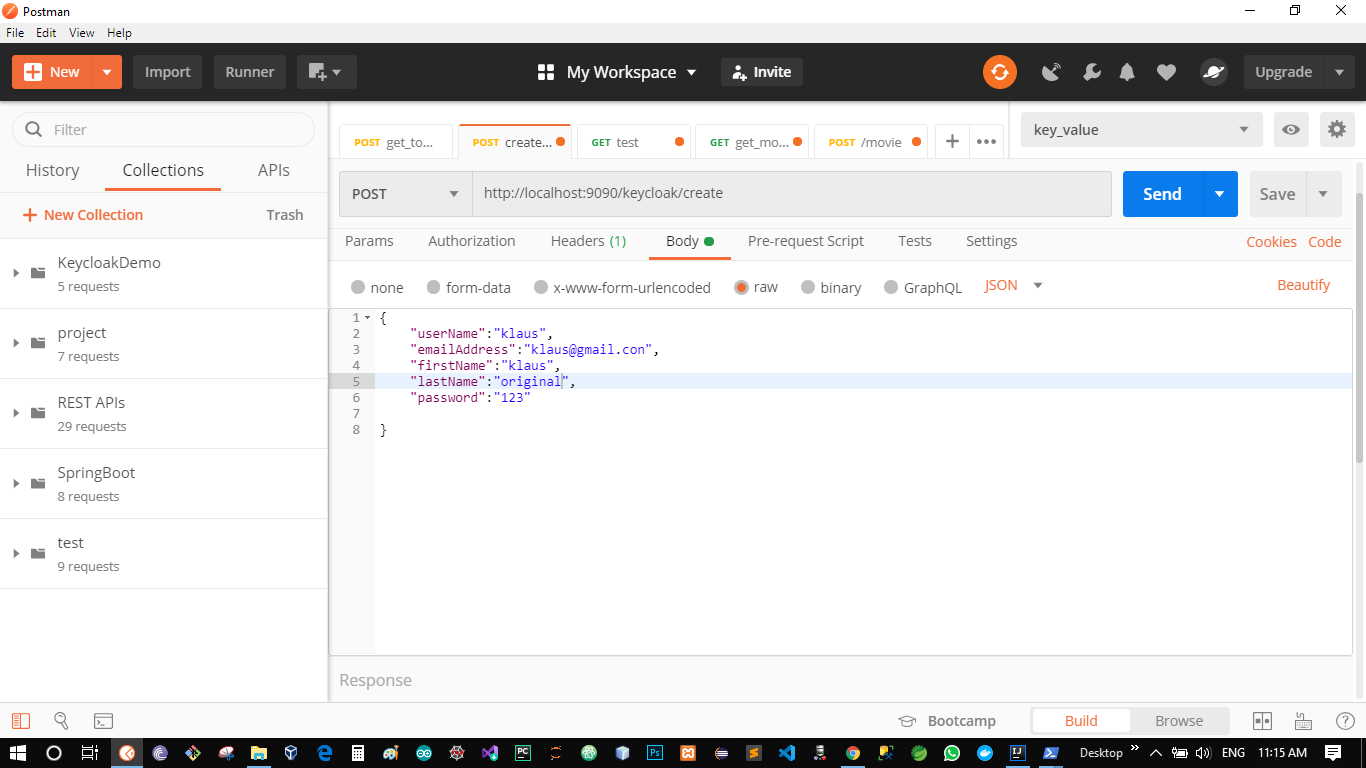 Postman
File Edit View Help
New Import Runner My Workspace Invite Upgrade
Filter
History Collections APIs
New Collection Trash
KeycloakDemo
5 requests
project
7 requests
REST APIs
29 requests
SpringBoot
8 requests
test
9 requests
POST get_to... POST create... GET test GET get_mo... POST /movie + ••• key_value
POST http://localhost:9090/keycloak/create Send Save
Params Authorization Headers (1) Body Pre-request Script Tests Settings Cookies Code
none form-data x-www-form-urlencoded raw binary GraphQL JSON Beautify
1 {
2 "userName":"klaus",
3 "emailAddress":"klaus@gmail.con",
4 "firstName":"klaus",
5 "lastName":"original",
6 "password":"123"
7
8 }
Response
Bootcamp Build Browse
PC Ps IJ Desktop ENG 11:15 AM